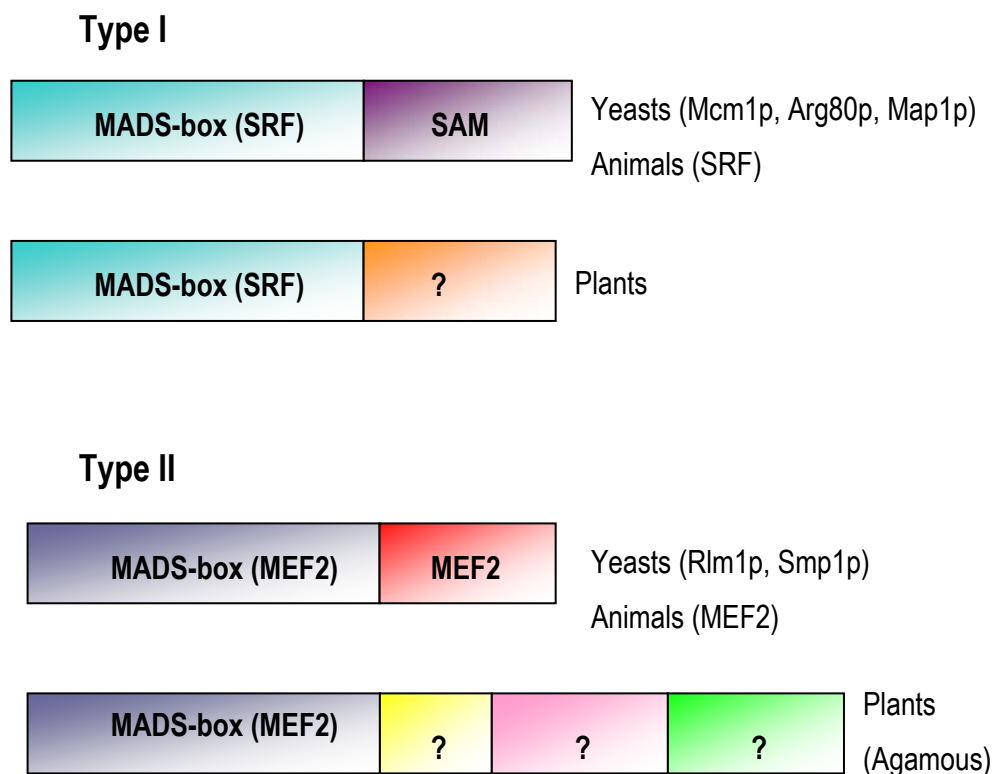 Type I
MADS-box (SRF) SAM Yeasts (Mcm1p, Arg80p, Map1p)
Animals (SRF)
MADS-box (SRF) ? Plants
Type II
MADS-box (MEF2) MEF2 Yeasts (Rlm1p, Smp1p)
Animals (MEF2)
MADS-box (MEF2) ? ? ? Plants
(Agamous)